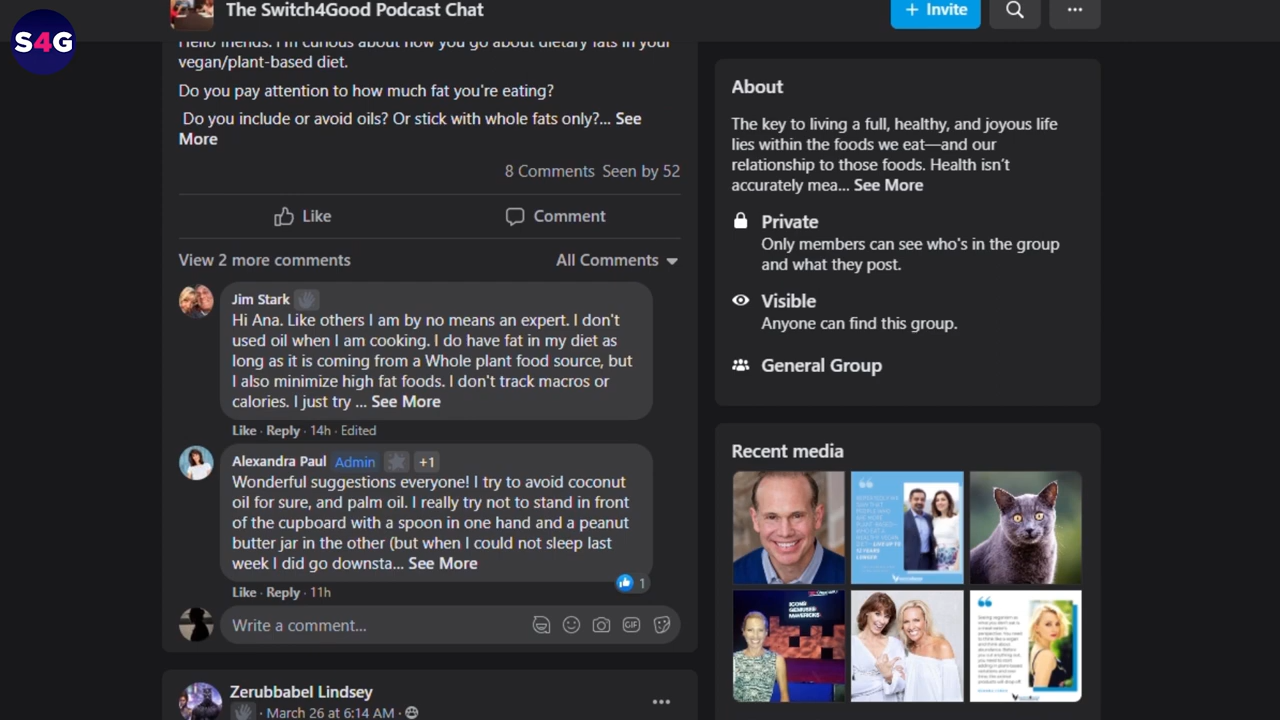 The Switch4Good Podcast Chat
+ Invite
S4G
Hello friends. I'm curious about how you go about dietary fats in your
vegan/plant-based diet.
Do you pay attention to how much fat you're eating?
Do you include or avoid oils? Or stick with whole fats only?... See
More
8 Comments Seen by 52
Like
Comment
View 2 more comments
All Comments
Jim Stark
Hi Ana. Like others I am by no means an expert. I don't
used oil when I am cooking. I do have fat in my diet as
long as it is coming from a Whole plant food source, but
I also minimize high fat foods. I don't track macros or
calories. I just try ... See More
Like · Reply · 14h · Edited
Alexandra Paul Admin +1
Wonderful suggestions everyone! I try to avoid coconut
oil for sure, and palm oil. I really try not to stand in front
of the cupboard with a spoon in one hand and a peanut
butter jar in the other (but when I could not sleep last
week I did go downsta... See More
1
Like · Reply · 11h
Write a comment...
GIF
Zerubbabel Lindsey
· March 26 at 6:14 AM ·
About
The key to living a full, healthy, and joyous life
lies within the foods we eat—and our
relationship to those foods. Health isn't
accurately mea... See More
Private
Only members can see who's in the group
and what they post.
Visible
Anyone can find this group.
General Group
Recent media
ICONS
MAVERICKS